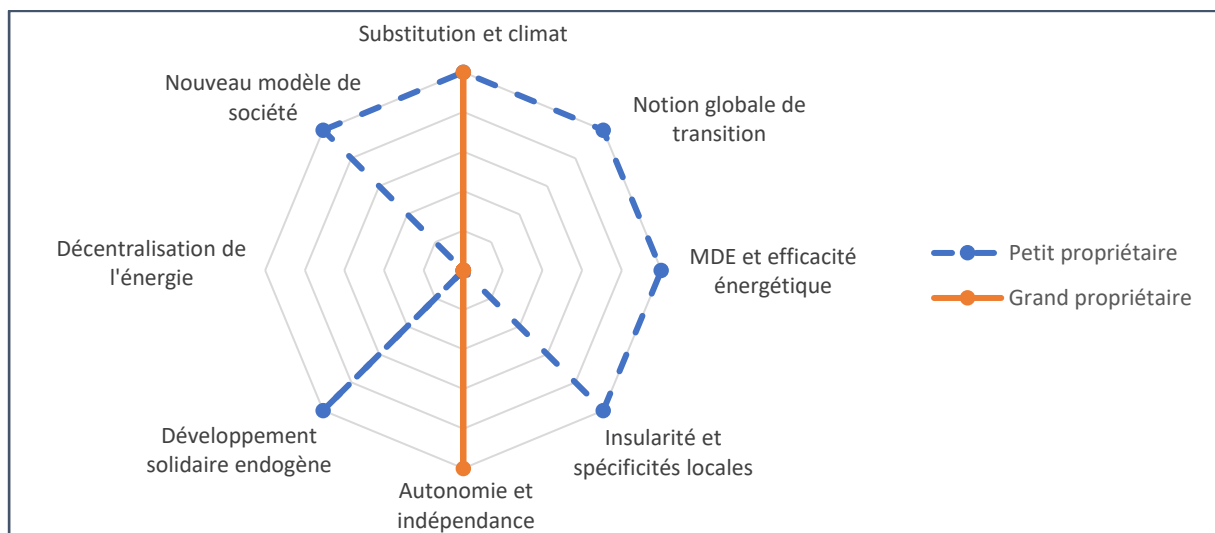 Substitution et climat
Notion globale de
transition
MDE et efficacité
énergétique
Insularité et
spécificités locales
Autonomie et
indépendance
Développement
solidaire endogène
Décentralisation de
l'énergie
Nouveau modèle de
société
Petit propriétaire
Grand propriétaire